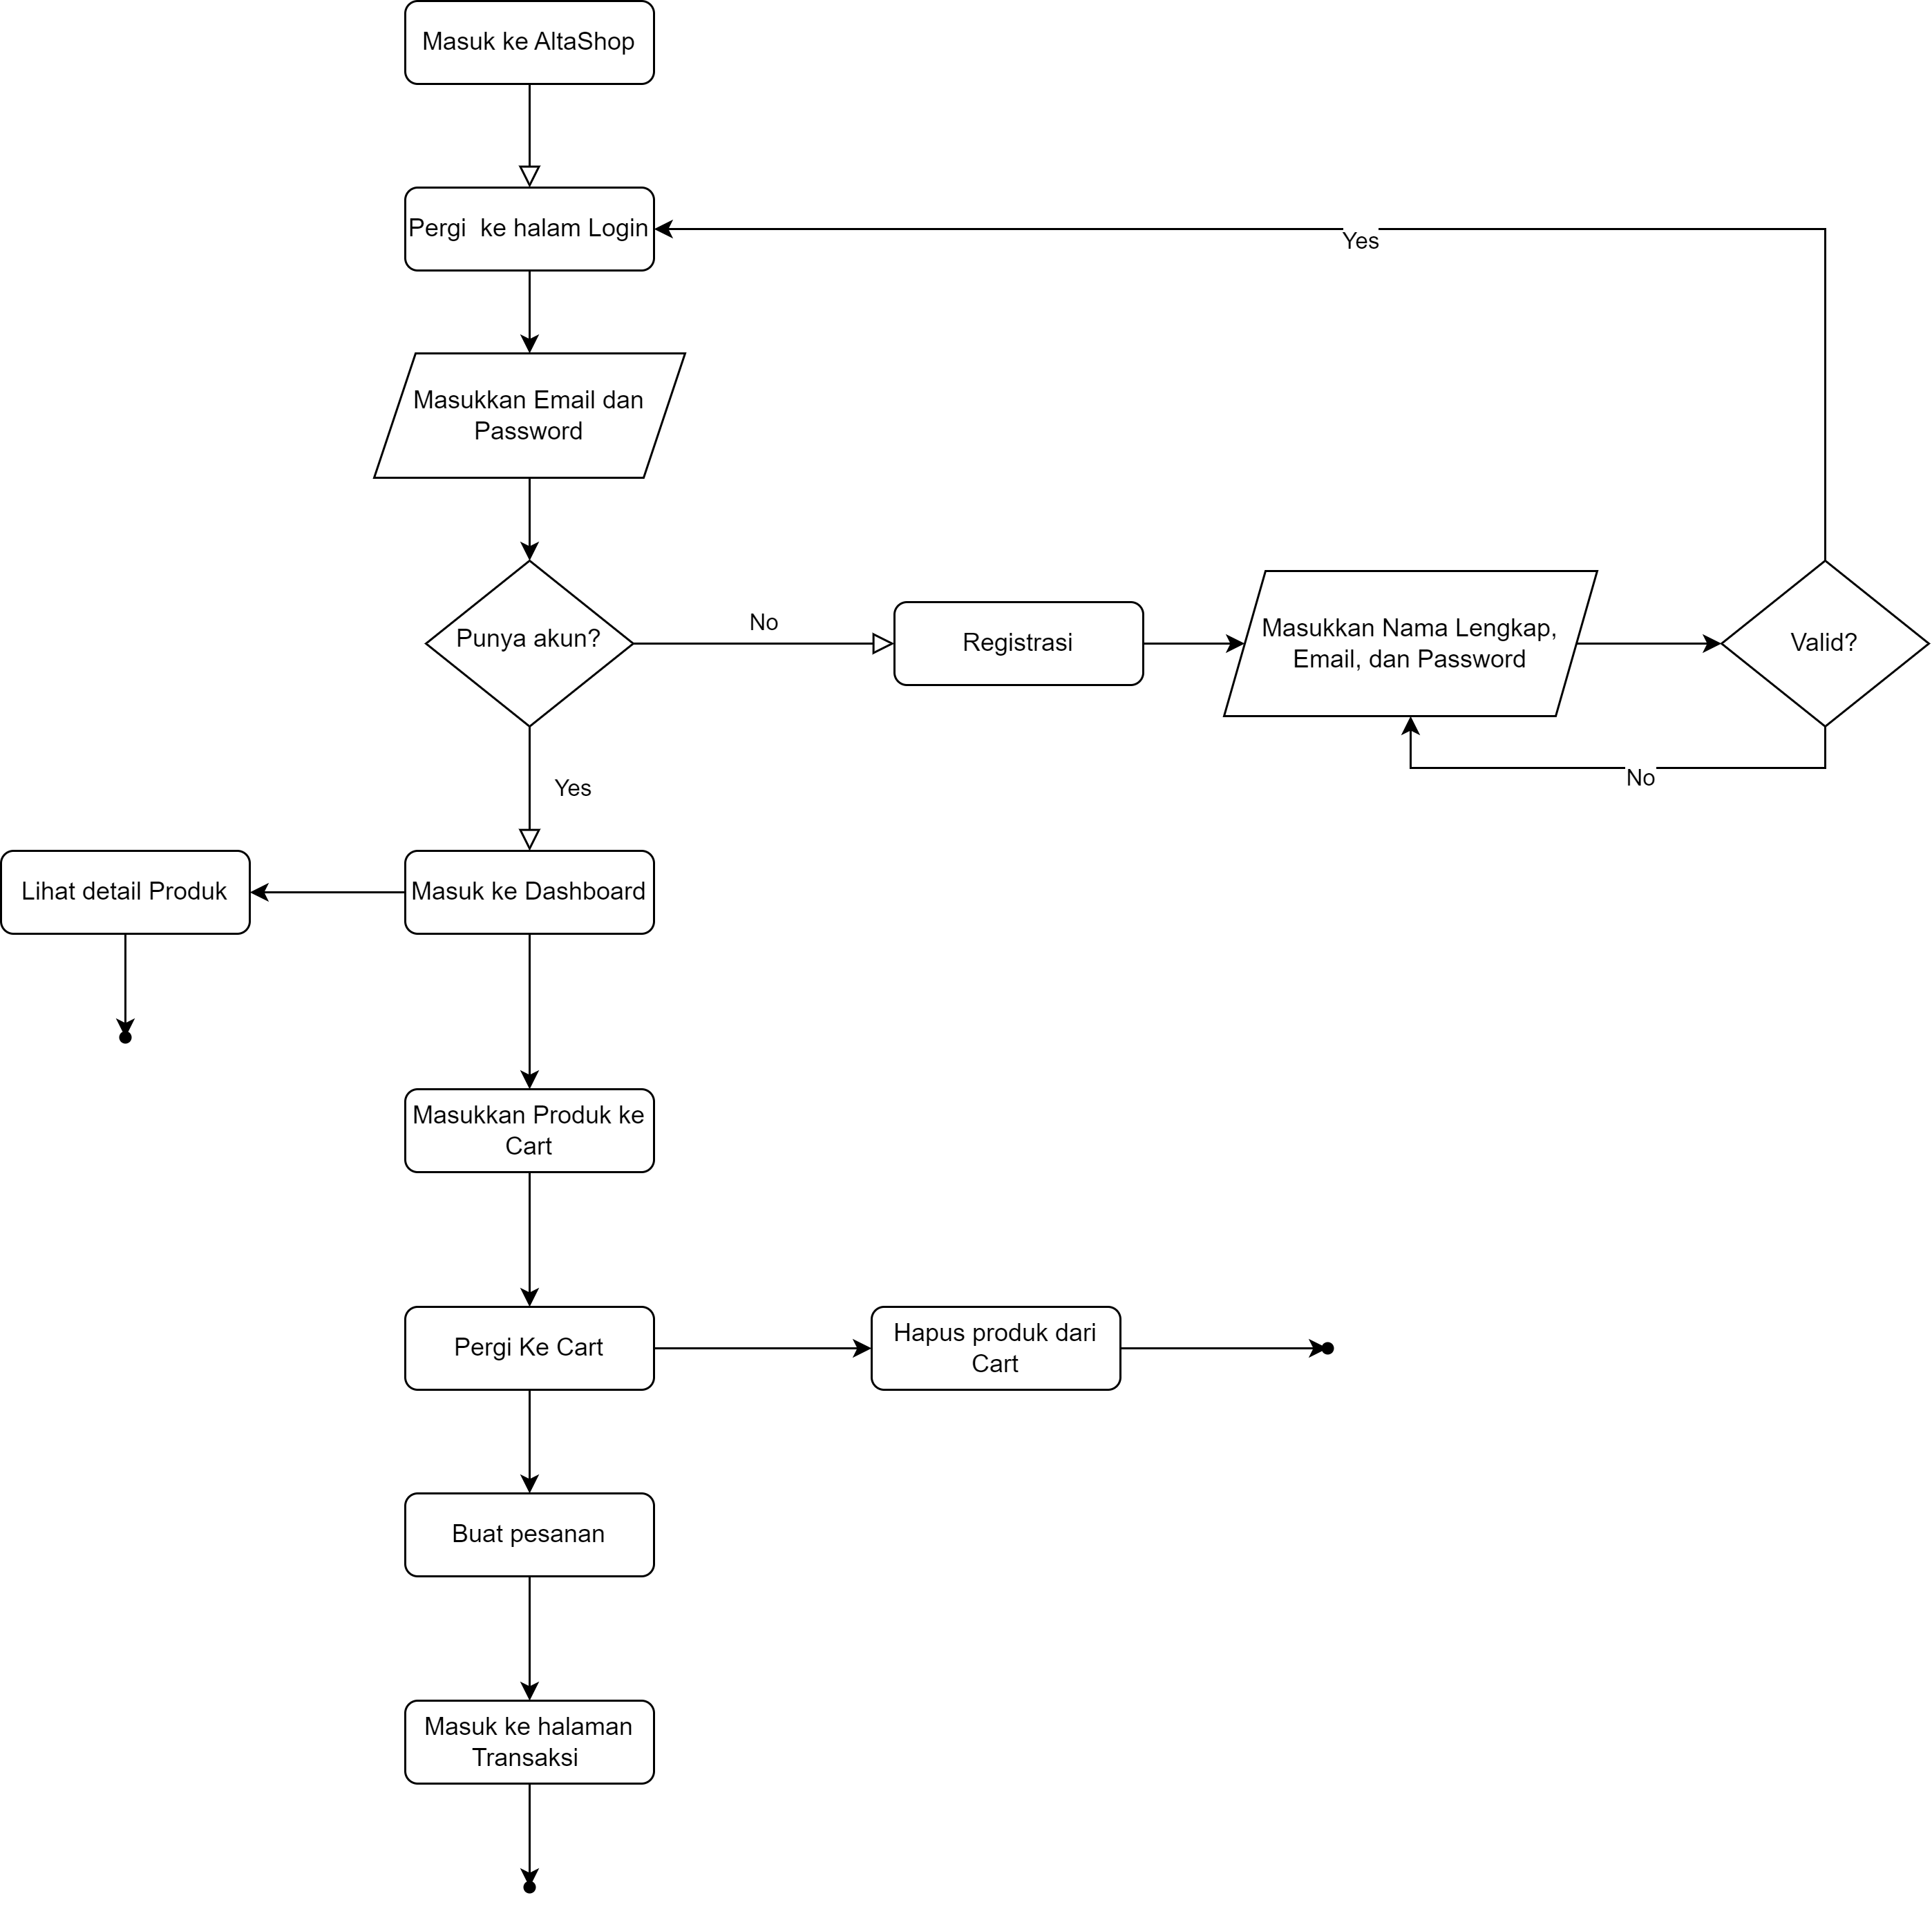 Masuk ke AltaShop
Pergi  ke halam Login
Yes
Masukkan Email dan
Password
Punya akun?
No
Registrasi
Masukkan Nama Lengkap,
Email, dan Password
Valid?
No
Yes
Lihat detail Produk
Masuk ke Dashboard
Masukkan Produk ke
Cart
Pergi Ke Cart
Hapus produk dari
Cart
Buat pesanan
Masuk ke halaman
Transaksi